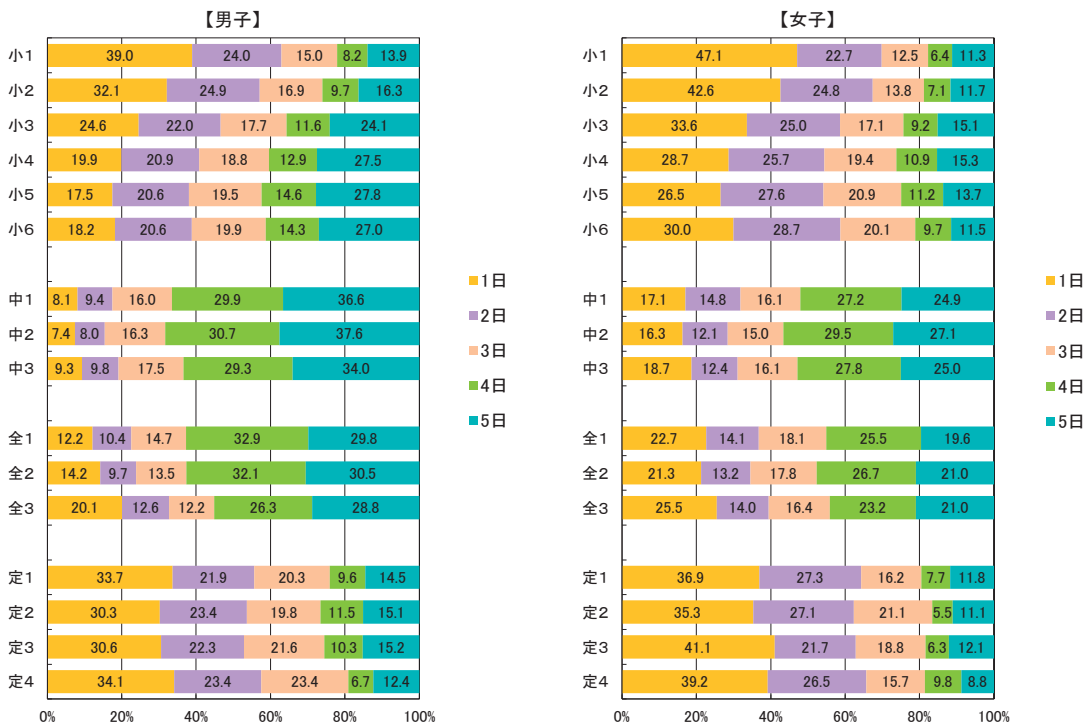 【男子】
小1 39.0 24.0 15.0 8.2 13.9
小2 32.1 24.9 16.9 9.7 16.3
小3 24.6 22.0 17.7 11.6 24.1
小4 19.9 20.9 18.8 12.9 27.5
小5 17.5 20.6 19.5 14.6 27.8
小6 18.2 20.6 19.9 14.3 27.0
中1 8.1 9.4 16.0 29.9 36.6
中2 7.4 8.0 16.3 30.7 37.6
中3 9.3 9.8 17.5 29.3 34.0
全1 12.2 10.4 14.7 32.9 29.8
全2 14.2 9.7 13.5 32.1 30.5
全3 20.1 12.6 12.2 26.3 28.8
定1 33.7 21.9 20.3 9.6 14.5
定2 30.3 23.4 19.8 11.5 15.1
定3 30.6 22.3 21.6 10.3 15.2
定4 34.1 23.4 23.4 6.7 12.4
0% 20% 40% 60% 80% 100%
1日
2日
3日
4日
5日
【女子】
小1 47.1 22.7 12.5 6.4 11.3
小2 42.6 24.8 13.8 7.1 11.7
小3 33.6 25.0 17.1 9.2 15.1
小4 28.7 25.7 19.4 10.9 15.3
小5 26.5 27.6 20.9 11.2 13.7
小6 30.0 28.7 20.1 9.7 11.5
中1 17.1 14.8 16.1 27.2 24.9
中2 16.3 12.1 15.0 29.5 27.1
中3 18.7 12.4 16.1 27.8 25.0
全1 22.7 14.1 18.1 25.5 19.6
全2 21.3 13.2 17.8 26.7 21.0
全3 25.5 14.0 16.4 23.2 21.0
定1 36.9 27.3 16.2 7.7 11.8
定2 35.3 27.1 21.1 5.5 11.1
定3 41.1 21.7 18.8 6.3 12.1
定4 39.2 26.5 15.7 9.8 8.8
0% 20% 40% 60% 80% 100%
1日
2日
3日
4日
5日